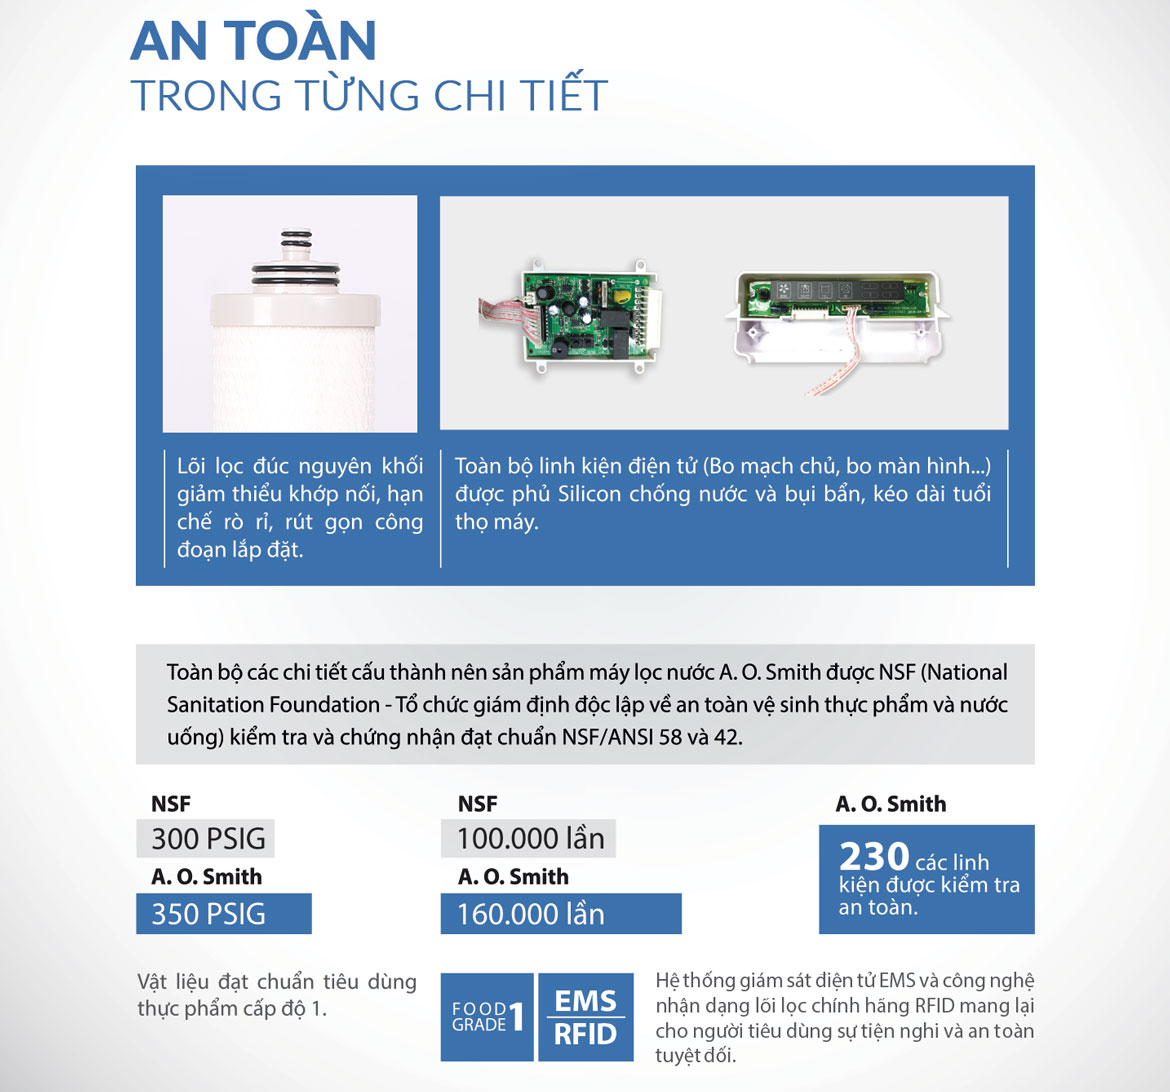 AN TOÀN
TRONG TỪNG CHI TIẾT
Lõi lọc đúc nguyên khối
giảm thiểu khớp nối, hạn
chế rò rỉ, rút gọn công
đoạn lắp đặt.
Toàn bộ linh kiện điện tử (Bo mạch chủ, bo màn hình...)
được phủ Silicon chống nước và bụi bẩn, kéo dài tuổi
thọ máy.
Toàn bộ các chi tiết cấu thành nên sản phẩm máy lọc nước A. O. Smith được NSF (National
Sanitation Foundation - Tổ chức giám định độc lập về an toàn vệ sinh thực phẩm và nước
uống) kiểm tra và chứng nhận đạt chuẩn NSF/ANSI 58 và 42.
NSF
300 PSIG
A. O. Smith
350 PSIG
NSF
100.000 lần
A. O. Smith
160.000 lần
A. O. Smith
230 các linh
kiện được kiểm tra
an toàn.
Vật liệu đạt chuẩn tiêu dùng
thực phẩm cấp độ 1.
FOOD
GRADE 1
EMS
RFID
Hệ thống giám sát điện tử EMS và công nghệ
nhận dạng lõi lọc chính hãng RFID mang lại
cho người tiêu dùng sự tiện nghi và an toàn
tuyệt đối.